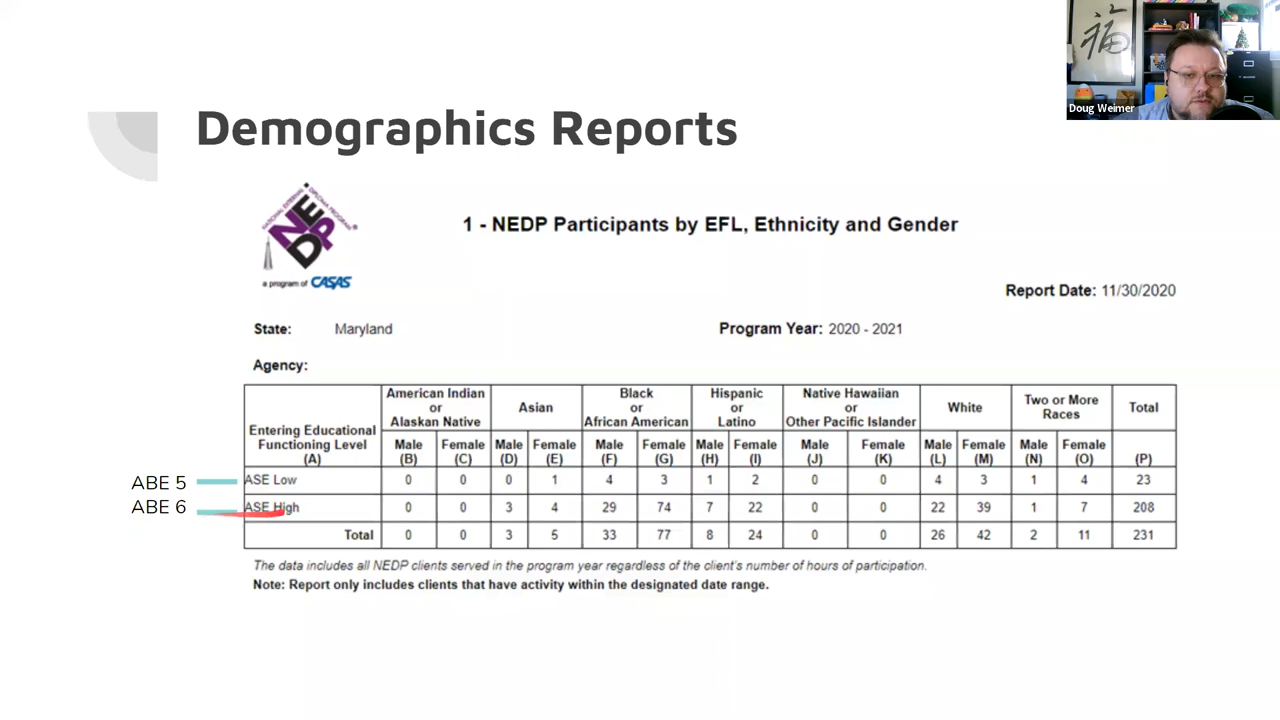 福
Doug Weimer
Demographics Reports
NATIONAL EXTERNAL DIPLOMA PROGRAM
NEDP
®
a program of CASAS
1 - NEDP Participants by EFL, Ethnicity and Gender
Report Date: 11/30/2020
State: Maryland Program Year: 2020 - 2021
Agency:
Entering Educational Functioning Level (A) American Indian or Alaskan Native Asian Black or African American Hispanic or Latino Native Hawaiian or Other Pacific Islander White Two or More Races Total
Male (B) Female (C) Male (D) Female (E) Male (F) Female (G) Male (H) Female (I) Male (J) Female (K) Male (L) Female (M) Male (N) Female (O) (P)
ABE 5 ASE Low 0 0 0 1 4 3 1 2 0 0 4 3 1 4 23
ABE 6 ASE High 0 0 3 4 29 74 7 22 0 0 22 39 1 7 208
Total 0 0 3 5 33 77 8 24 0 0 26 42 2 11 231
The data includes all NEDP clients served in the program year regardless of the client's number of hours of participation.
Note: Report only includes clients that have activity within the designated date range.